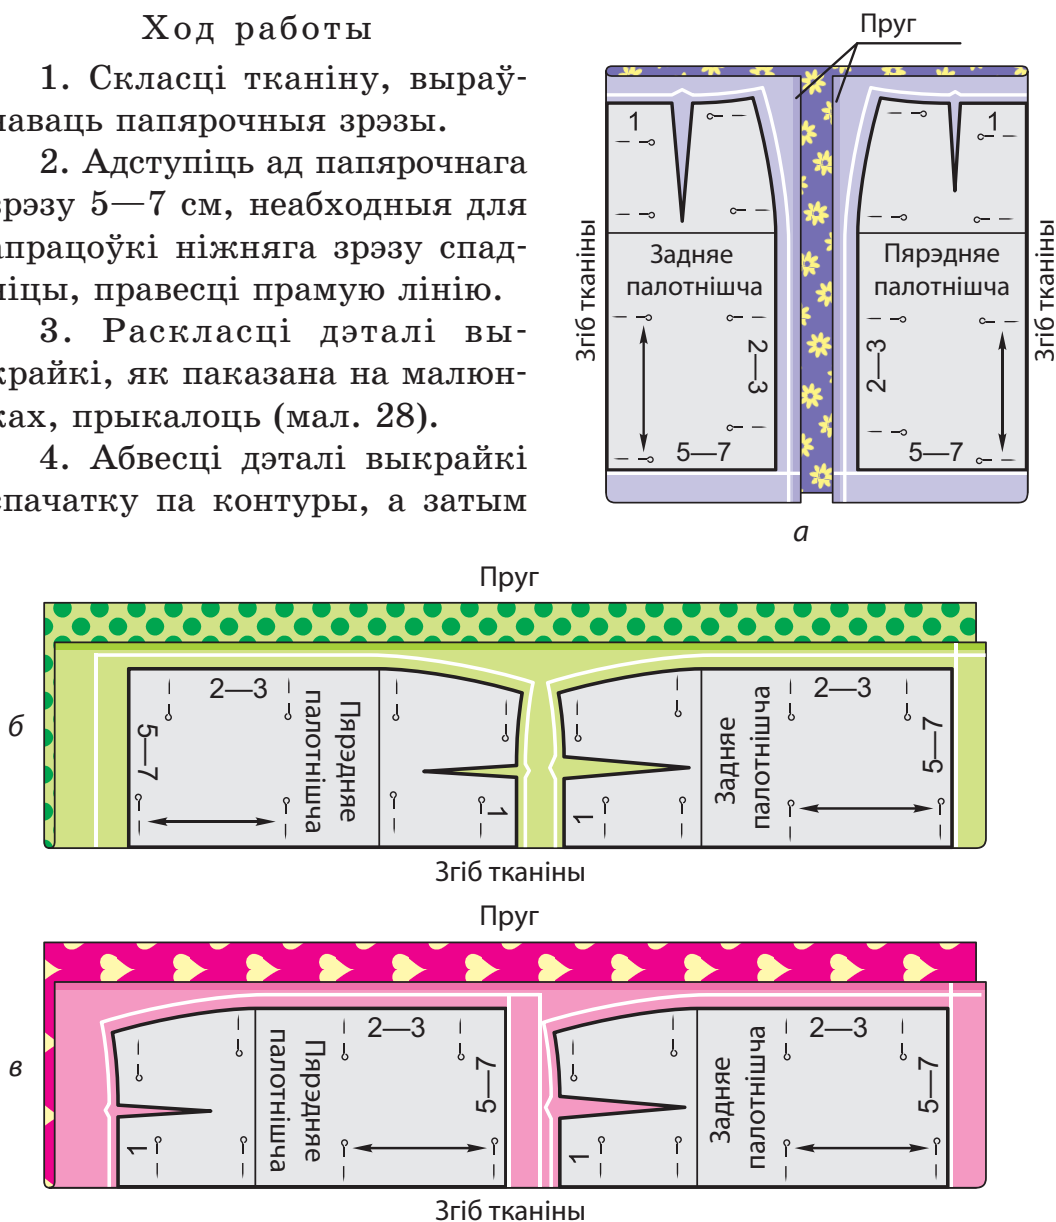 Ход работы
1. Скласці тканіну, выраў-
наваць папярочныя зрэзы.
2. Адступіць ад папярочнага
зрэзу 5—7 см, неабходныя для
апрацоўкі ніжняга зрэзу спад-
ніцы, правесці прамую лінію.
3. Раскласці дэталі вы-
крайкі, як паказана на малюн-
ках, прыкалоць (мал. 28).
4. Абвесці дэталі выкрайкі
спачатку па контуры, а затым
Пруг
1
1
Згіб тканіны
Задняе
палотнішча
Пярэдняе
палотнішча
Згіб тканіны
2—3
2—3
5—7
5—7
а
Пруг
б
5—7
2—3
Пярэдняе
палотнішча
1
1
Задняе
палотнішча
2—3
5—7
Згіб тканіны
Пруг
в
1
Пярэдняе
палотнішча
2—3
5—7
1
Задняе
палотнішча
2—3
5—7
Згіб тканіны